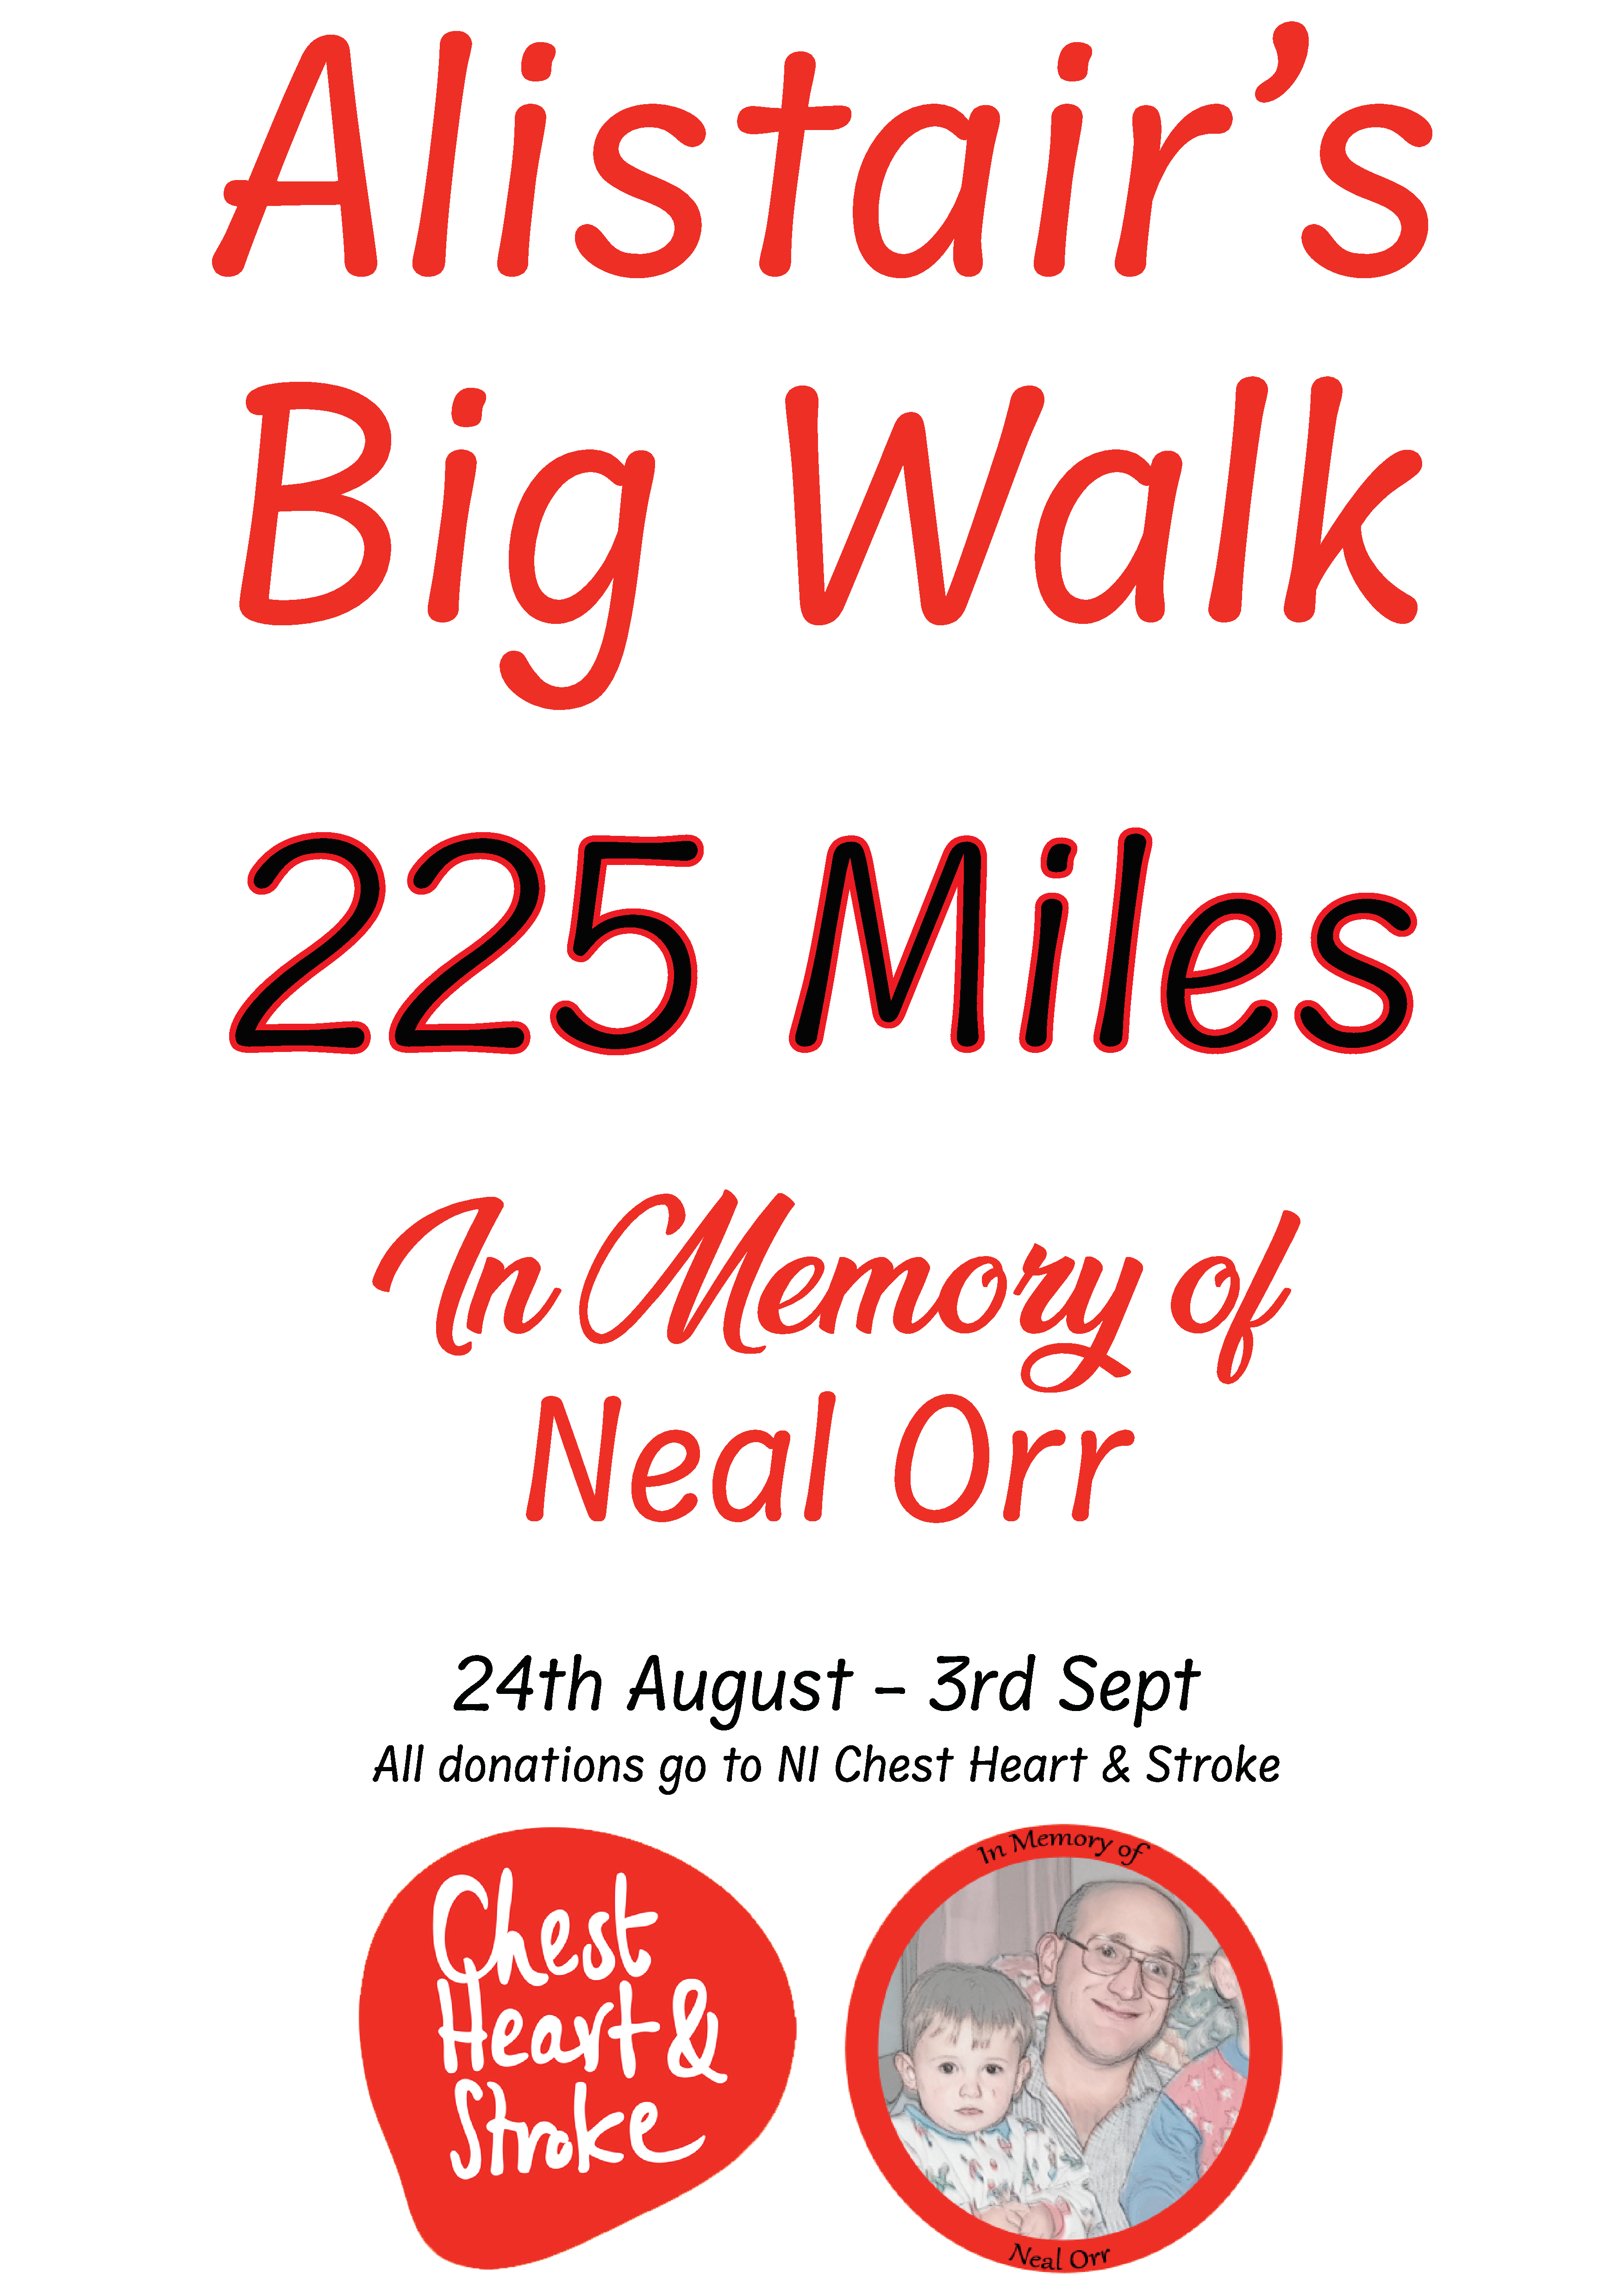 Alistair’s
Big Walk
225 Miles
In Memory of
Neal Orr
24th August – 3rd Sept
All donations go to NI Chest Heart & Stroke
Chest
Heart &
Stroke
In Memory of
Neal Orr